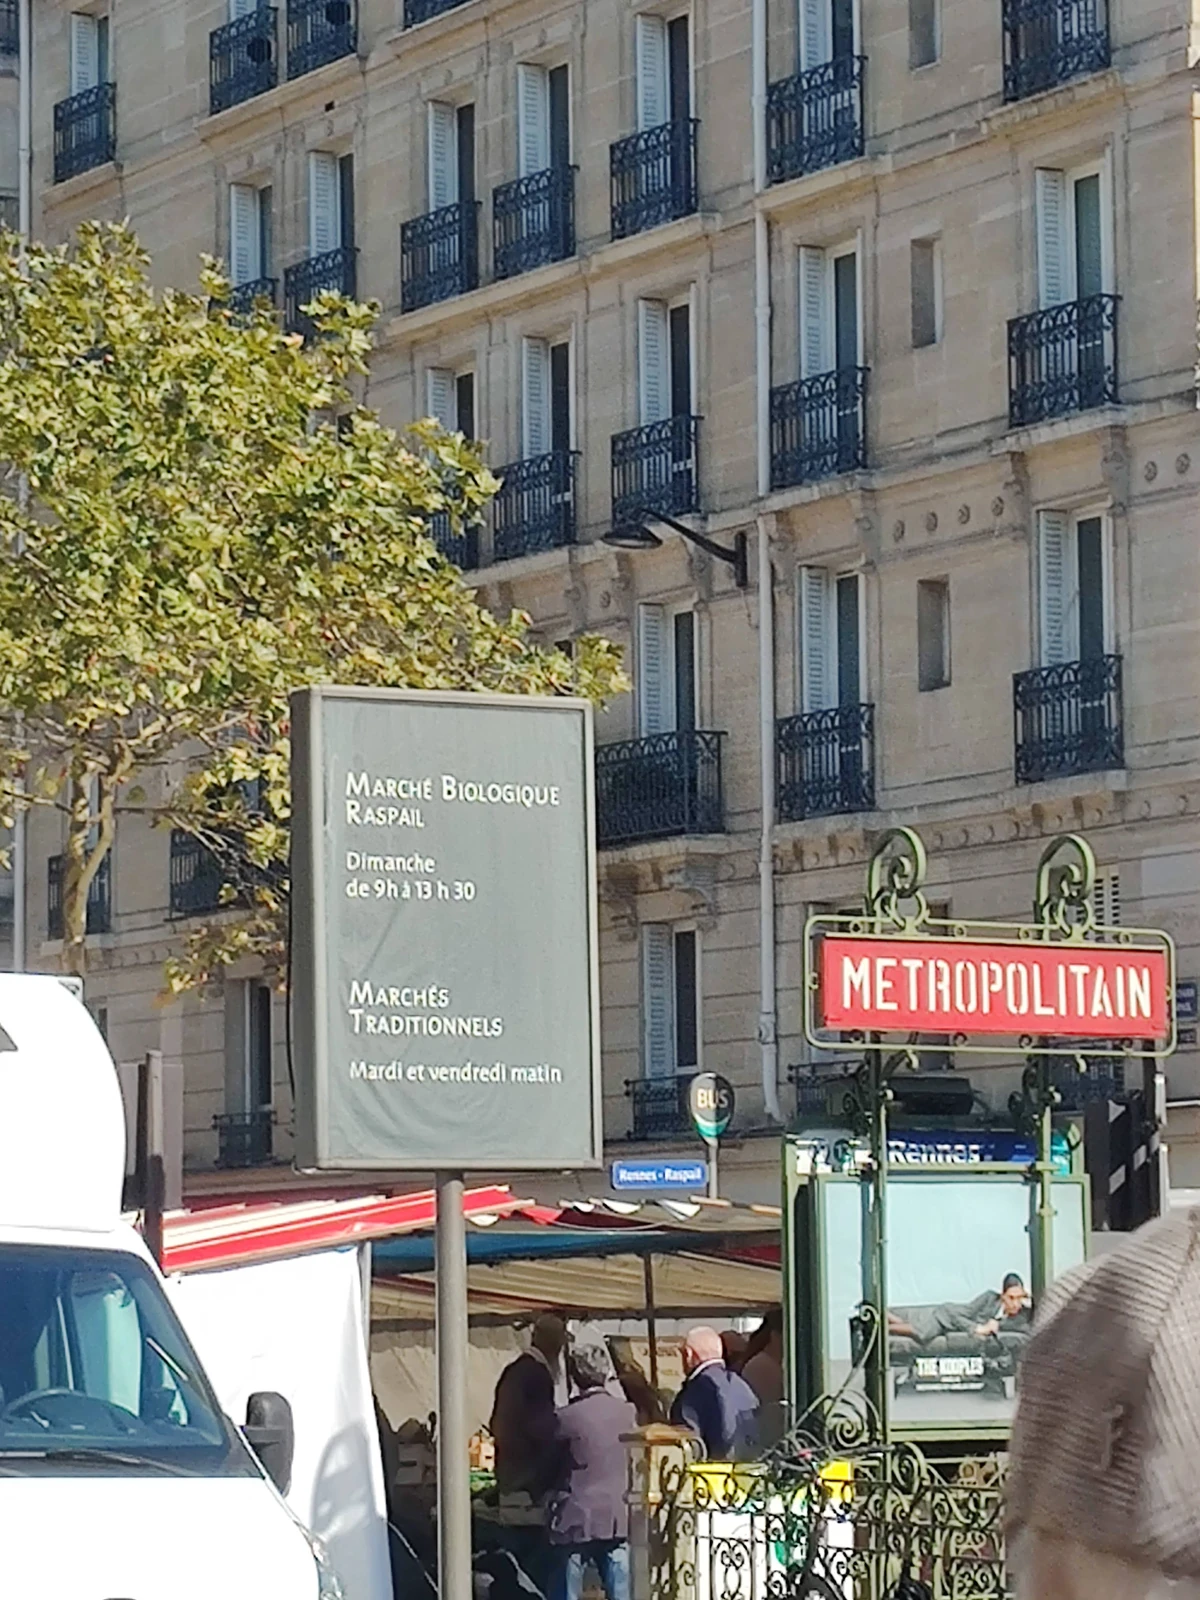 Marché Biologique
Raspail
Dimanche
de 9h à 13 h 30
Marchés
Traditionnels
Mardi et vendredi matin
METROPOLITAIN
BUS
Rennes - Raspail
Rennes
THE KOOPLES